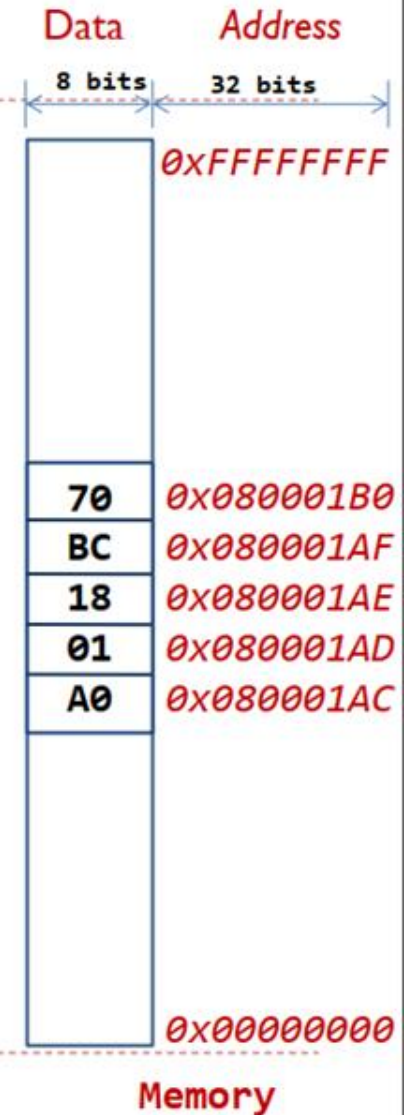 Data Address
8 bits 32 bits
0xFFFFFFFF
70 0x080001B0
BC 0x080001AF
18 0x080001AE
01 0x080001AD
A0 0x080001AC
0x00000000
Memory